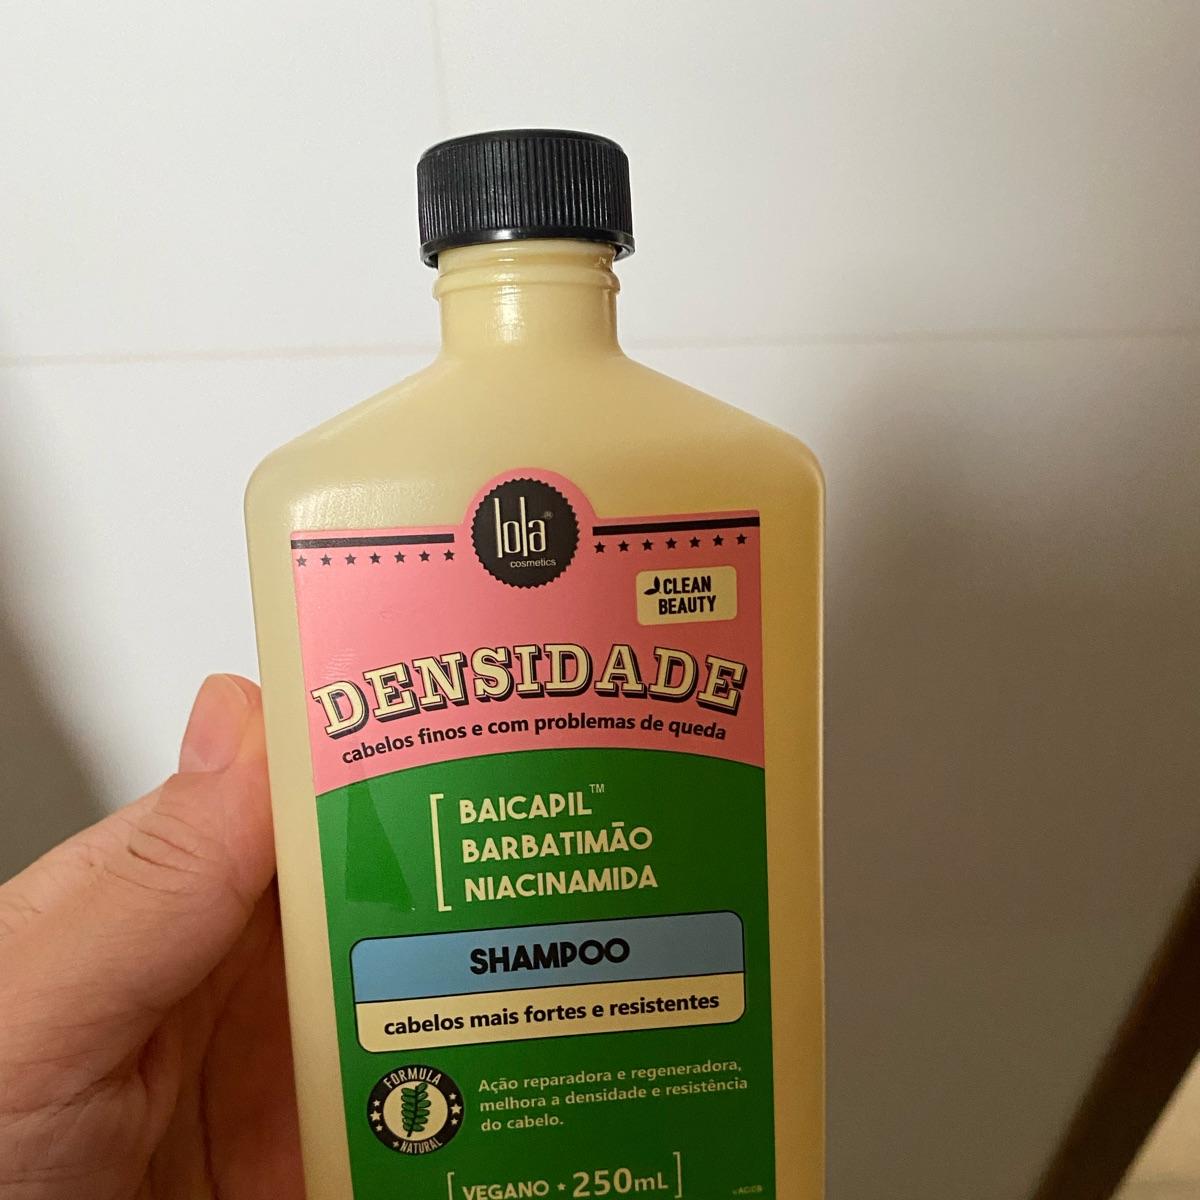 lola®
cosmetics
CLEAN
BEAUTY
DENSIDADE
cabelos finos e com problemas de queda
BAICAPIL™
BARBATIMÃO
NIACINAMIDA
SHAMPOO
cabelos mais fortes e resistentes
FORMULA
NATURAL
Ação reparadora e regeneradora,
melhora a densidade e resistência
do cabelo.
VEGANO ★ 250mL